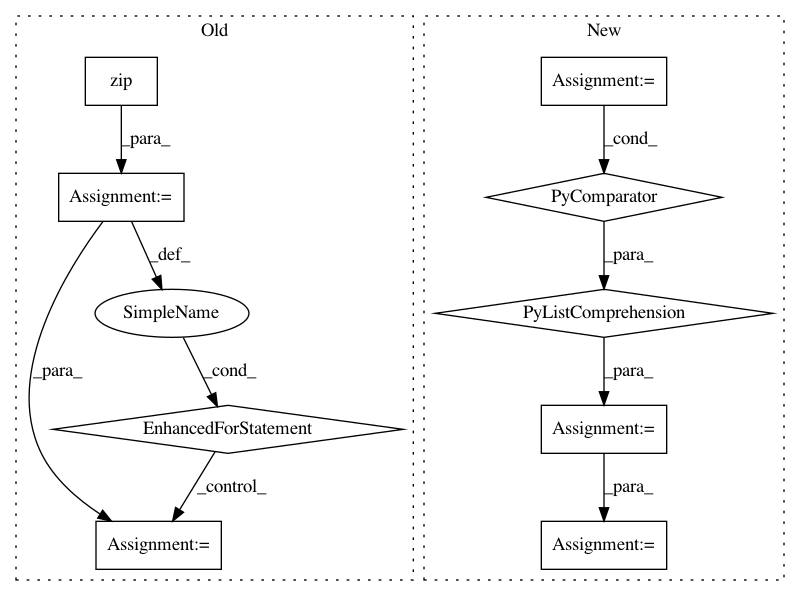 Old
zip
_para_
Assignment:=
_def_
SimpleName
_para_
_cond_
EnhancedForStatement
_control_
Assignment:=
New
Assignment:=
_cond_
PyComparator
_para_
PyListComprehension
_para_
Assignment:=
_para_
Assignment:=